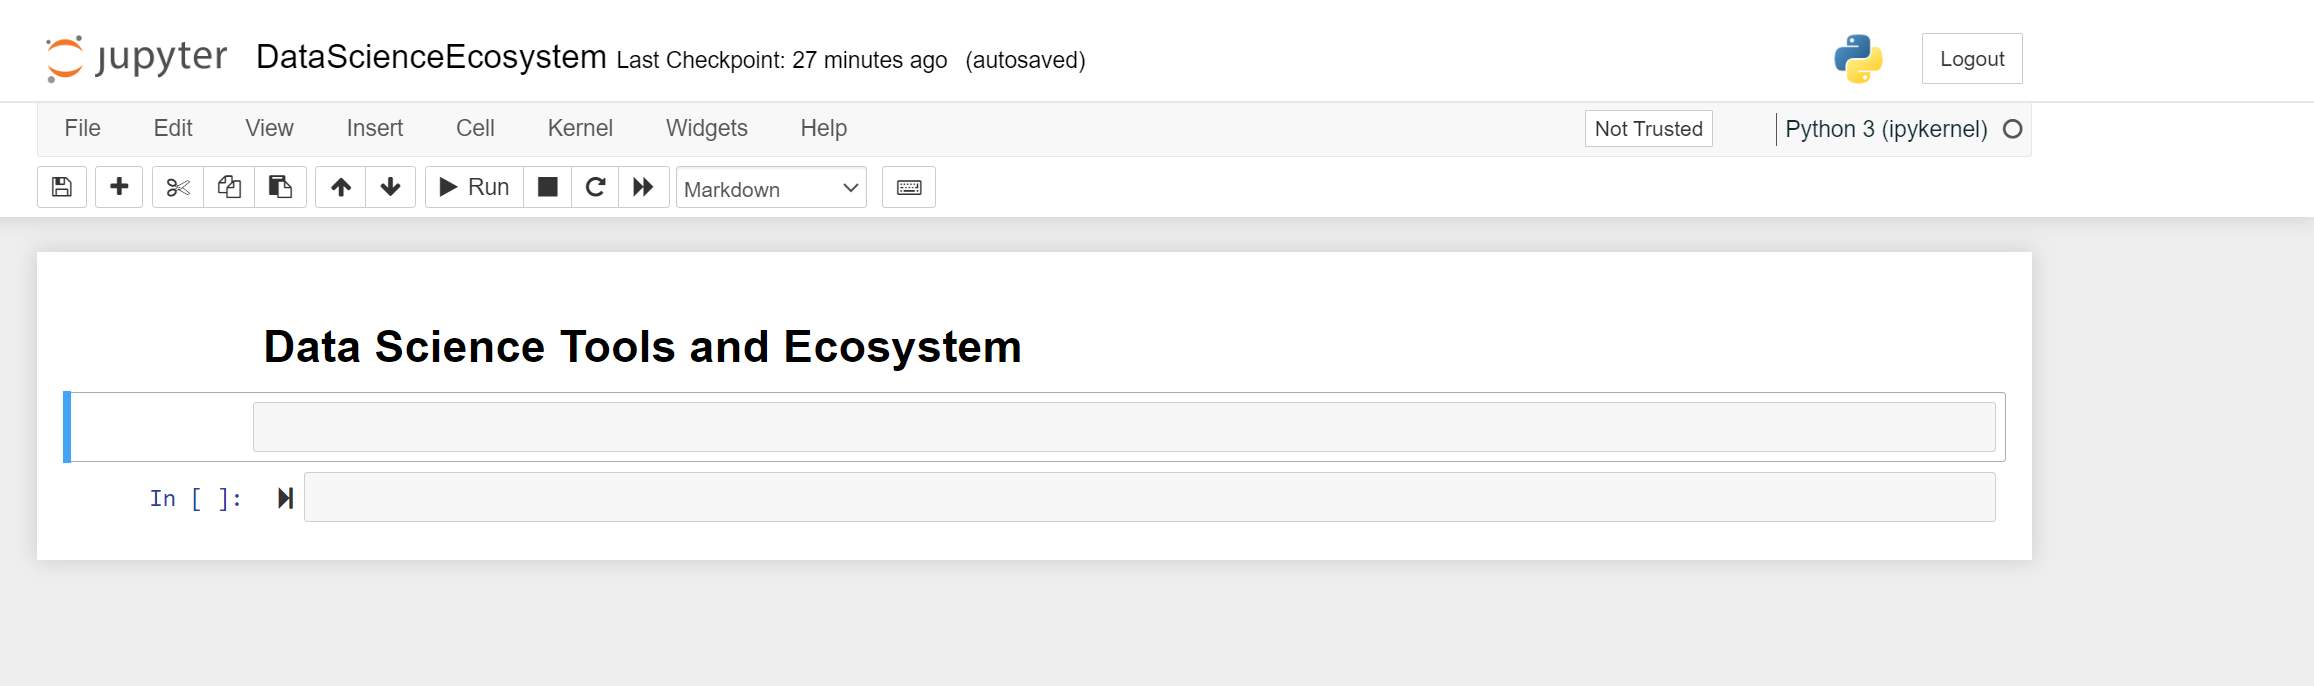 jupyter DataScienceEcosystem Last Checkpoint: 27 minutes ago (autosaved) Logout
File Edit View Insert Cell Kernel Widgets Help Not Trusted Python 3 (ipykernel)
Run Markdown
Data Science Tools and Ecosystem
In [ ]: